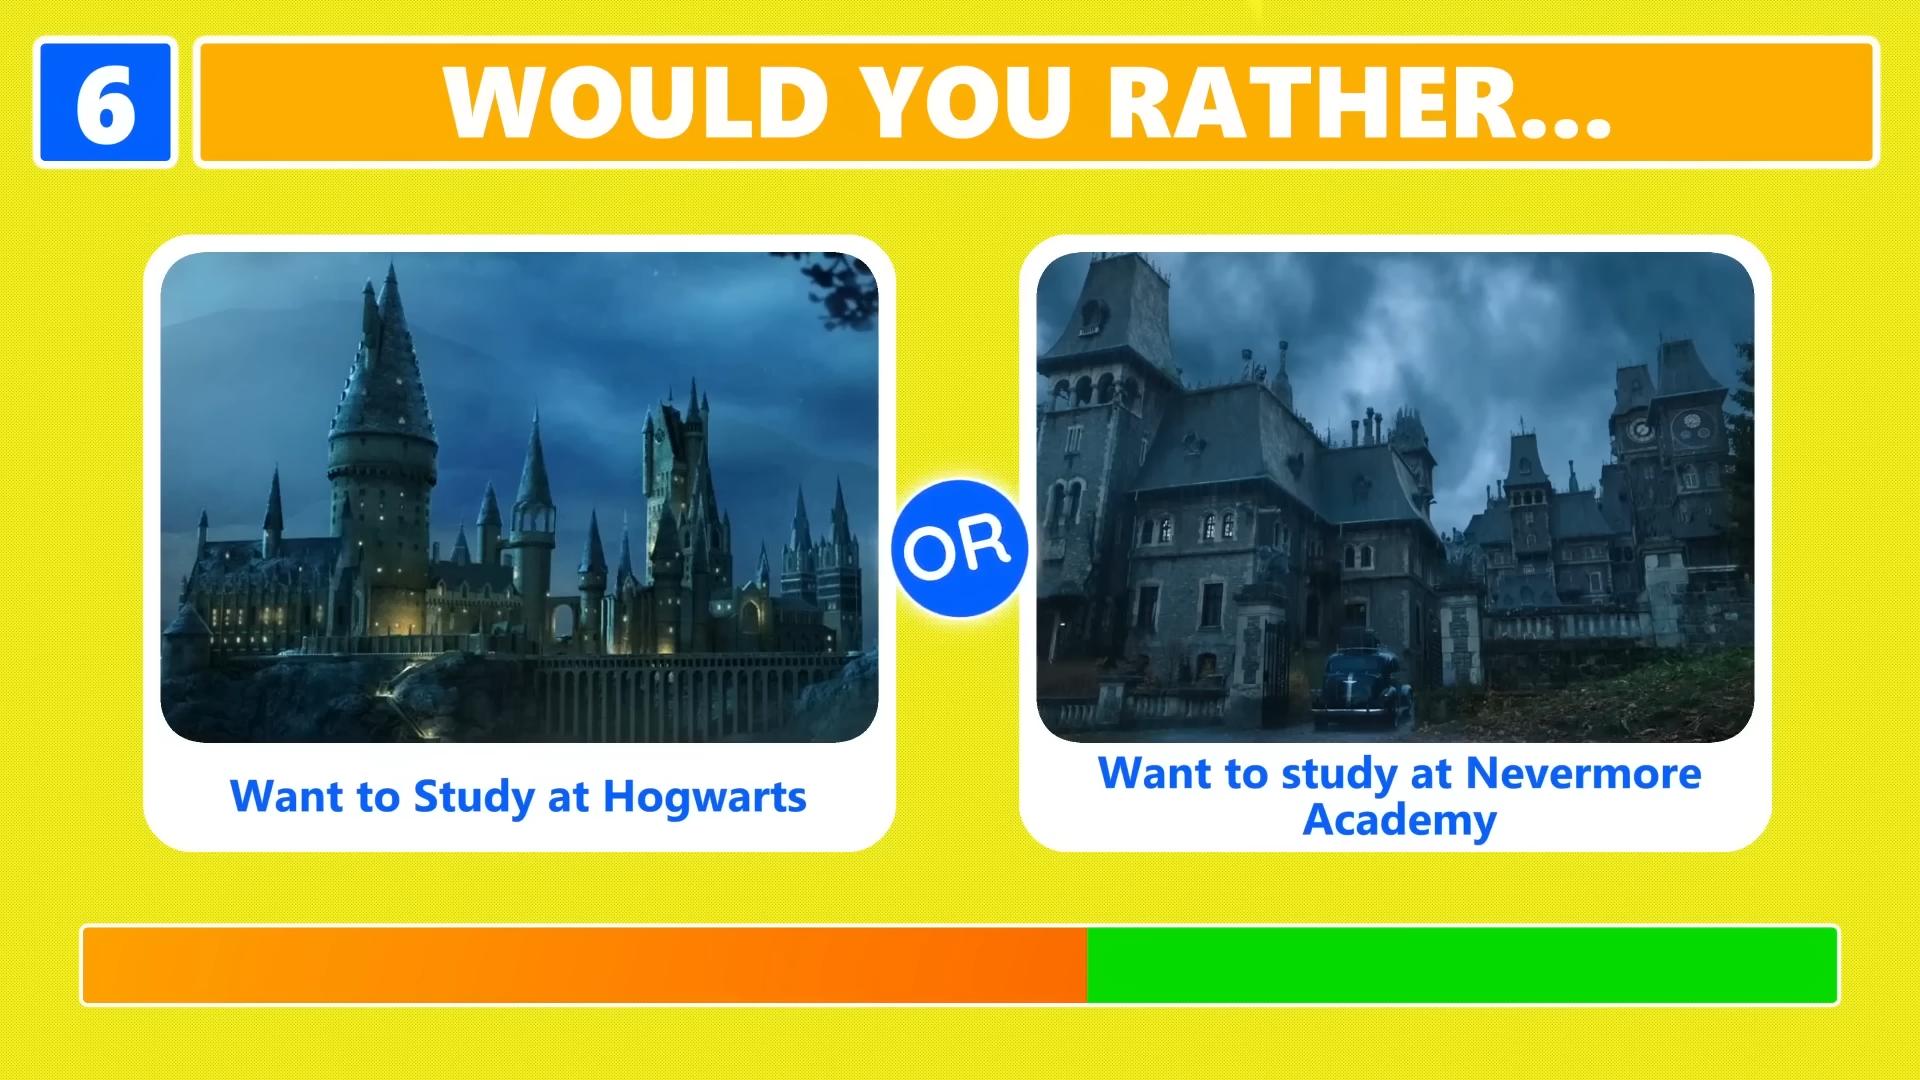 6
WOULD YOU RATHER...
OR
Want to Study at Hogwarts
Want to study at Nevermore
Academy